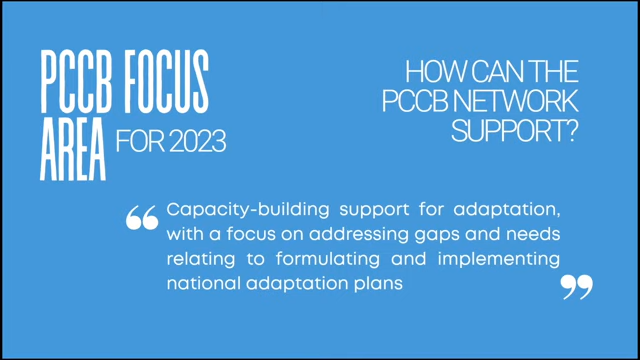 PCCB FOCUS
AREA FOR 2023
HOW CAN THE
PCCB NETWORK
SUPPORT?
“ Capacity-building support for adaptation,
with a focus on addressing gaps and needs
relating to formulating and implementing
national adaptation plans ”